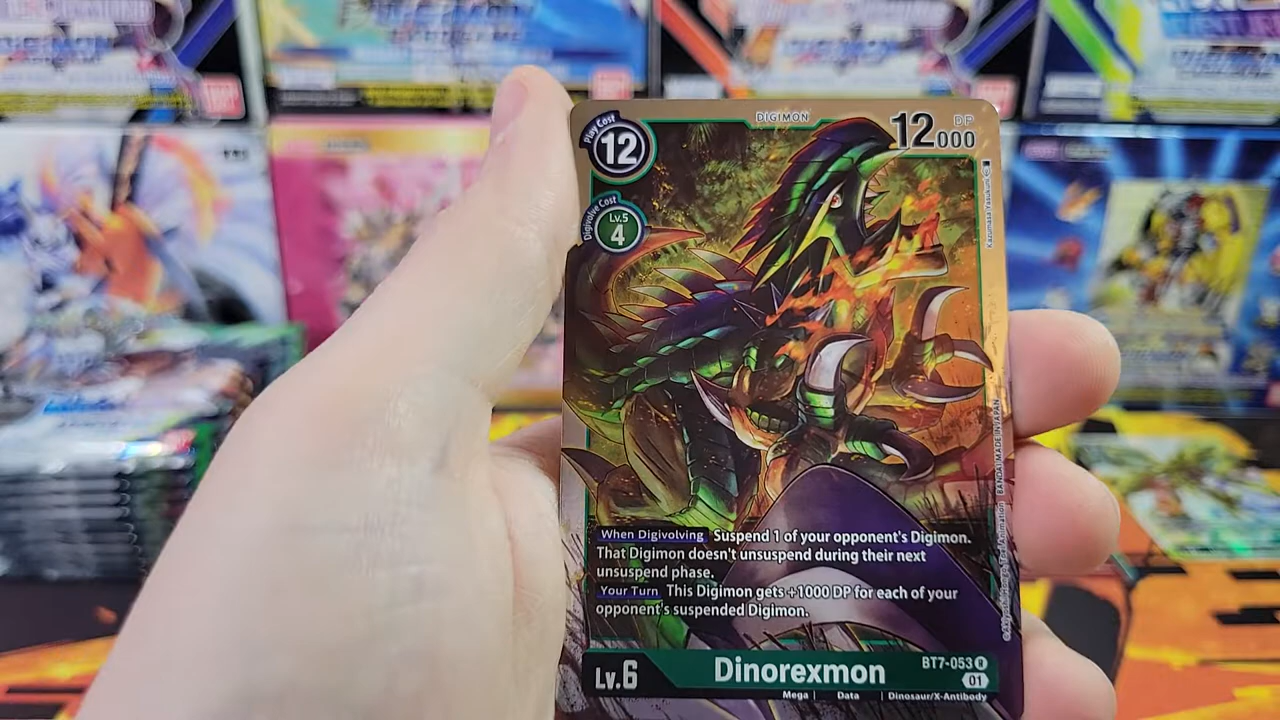 DIGIMON
Play Cost
12
DP
12000
Digivolve Cost
Lv.5
4
Kazumasa Yasukuni
BANDAI MADE IN JAPAN
When Digivolving Suspend 1 of your opponent's Digimon.
That Digimon doesn't unsuspend during their next
unsuspend phase.
Your Turn This Digimon gets +1000 DP for each of your
opponent's suspended Digimon.
Lv.6
Dinorexmon
BT7-053 U
01
Mega | Data | Dinosaur/X-Antibody